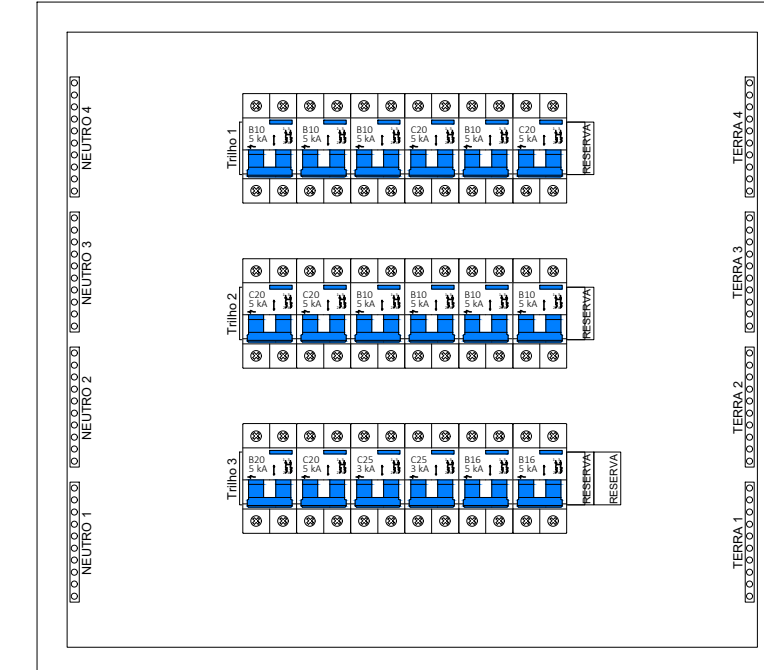 NEUTRO 4
NEUTRO 3
NEUTRO 2
NEUTRO 1
Trilho 1
B10 5 kA
B10 5 kA
B10 5 kA
C20 5 kA
B10 5 kA
C20 5 kA
RESERVA
Trilho 2
C20 5 kA
C20 5 kA
B10 5 kA
B10 5 kA
B10 5 kA
B10 5 kA
RESERVA
Trilho 3
B20 5 kA
C20 5 kA
C25 3 kA
C25 3 kA
B16 5 kA
B16 5 kA
RESERVA
RESERVA
TERRA 4
TERRA 3
TERRA 2
TERRA 1